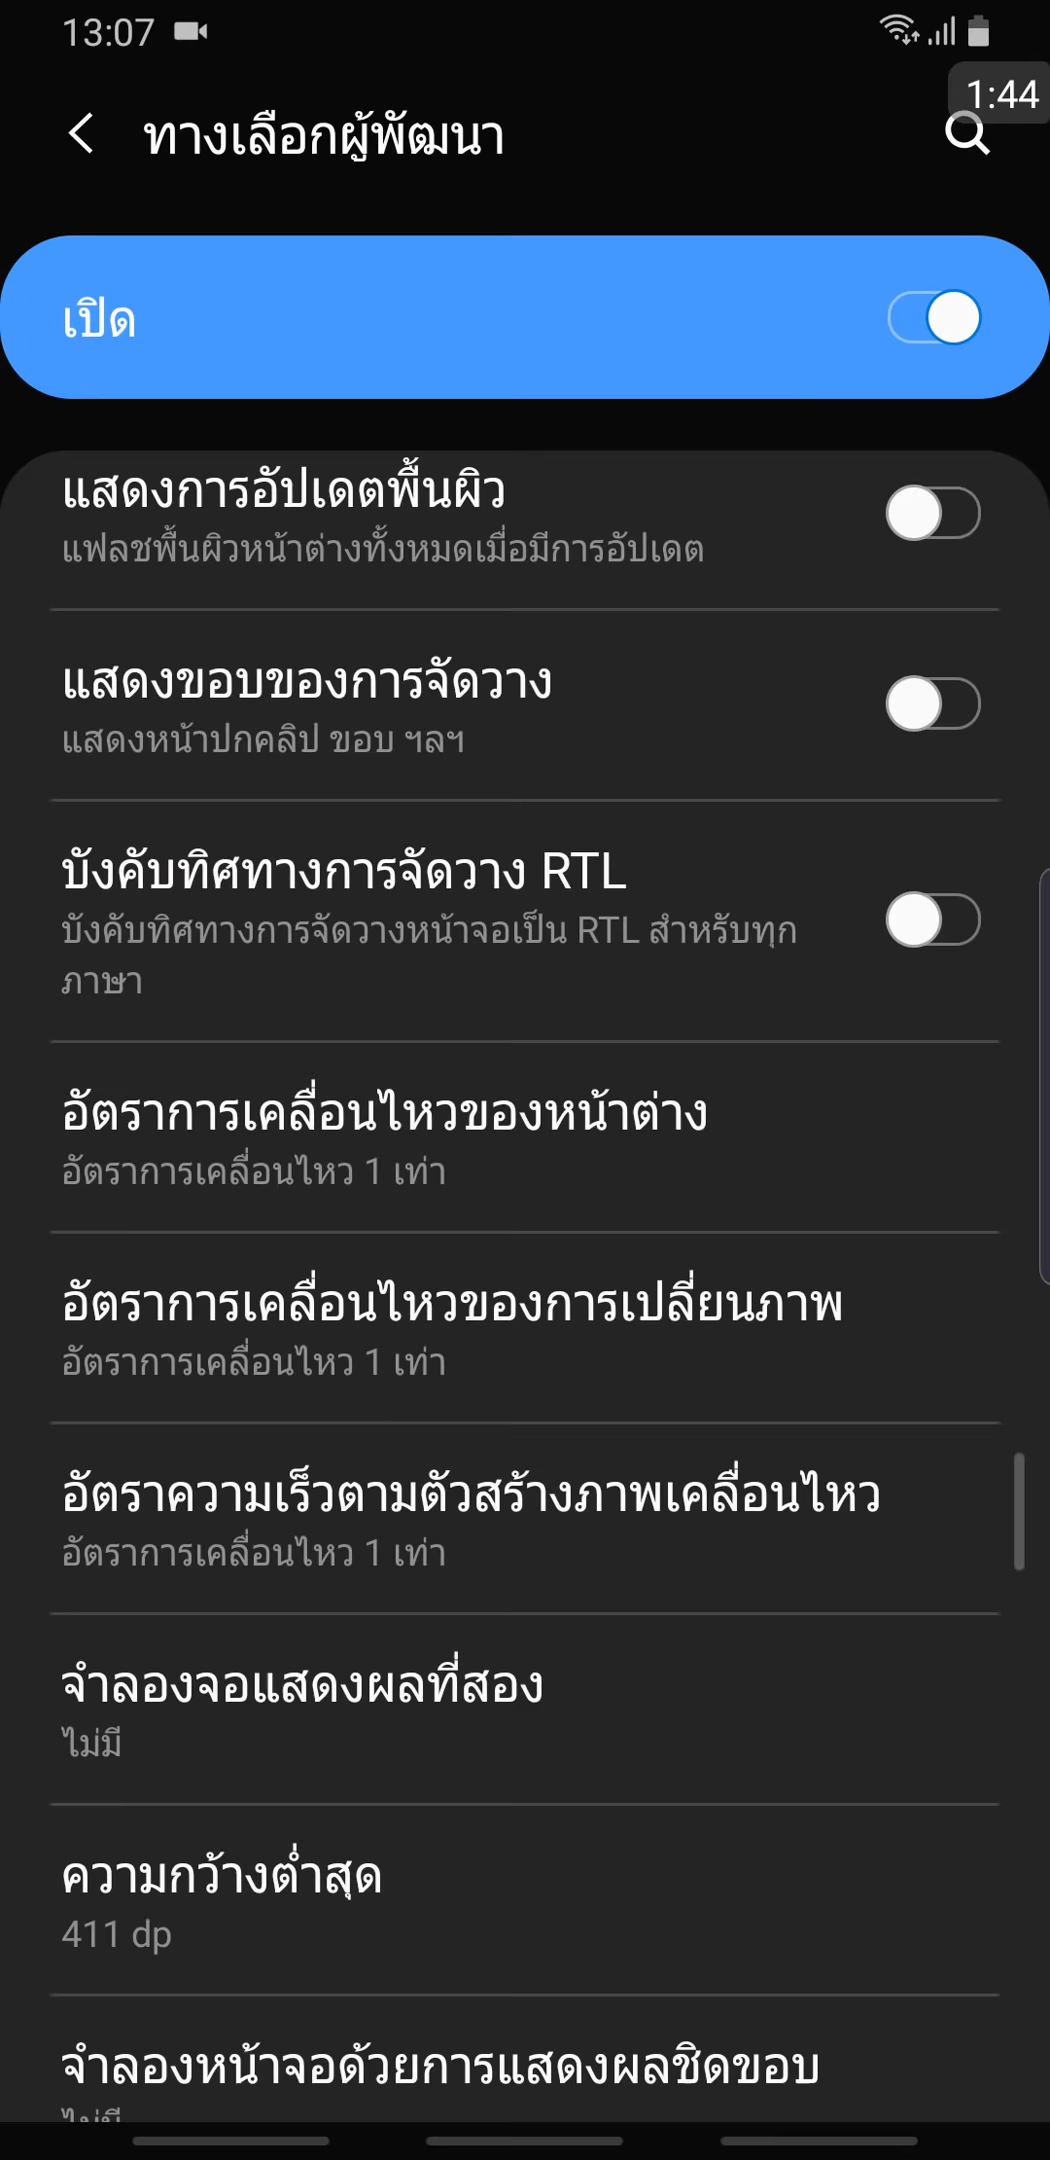 13:07
1:44
ทางเลือกผู้พัฒนา
เปิด
แสดงการอัปเดตพื้นผิว
แฟลชพื้นผิวหน้าต่างทั้งหมดเมื่อมีการอัปเดต
แสดงขอบของการจัดวาง
แสดงหน้าปกคลิป ขอบ ฯลฯ
บังคับทิศทางการจัดวาง RTL
บังคับทิศทางการจัดวางหน้าจอเป็น RTL สำหรับทุก
ภาษา
อัตราการเคลื่อนไหวของหน้าต่าง
อัตราการเคลื่อนไหว 1 เท่า
อัตราการเคลื่อนไหวของการเปลี่ยนภาพ
อัตราการเคลื่อนไหว 1 เท่า
อัตราความเร็วตามตัวสร้างภาพเคลื่อนไหว
อัตราการเคลื่อนไหว 1 เท่า
จำลองจอแสดงผลที่สอง
ไม่มี
ความกว้างต่ำสุด
411 dp
จำลองหน้าจอด้วยการแสดงผลชิดขอบ
ไม่มี